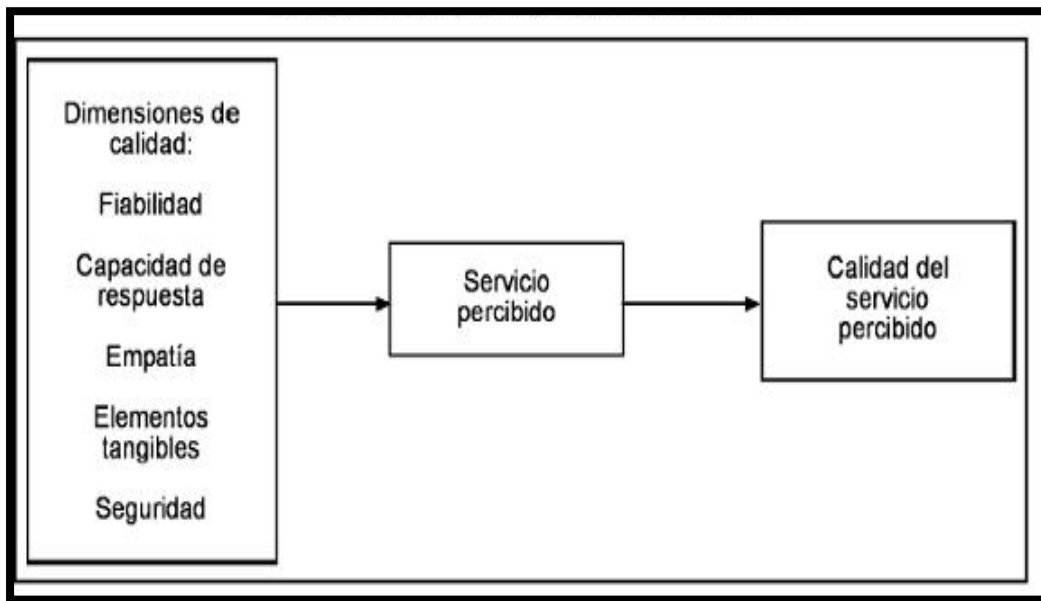 Dimensiones de
calidad:
Fiabilidad
Capacidad de
respuesta
Empatía
Elementos
tangibles
Seguridad
Servicio
percibido
Calidad del
servicio
percibido